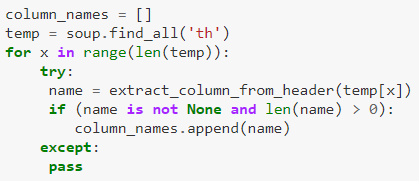 column_names = []
temp = soup.find_all('th')
for x in range(len(temp)):
    try:
     name = extract_column_from_header(temp[x])
     if (name is not None and len(name) > 0):
        column_names.append(name)
    except:
     pass